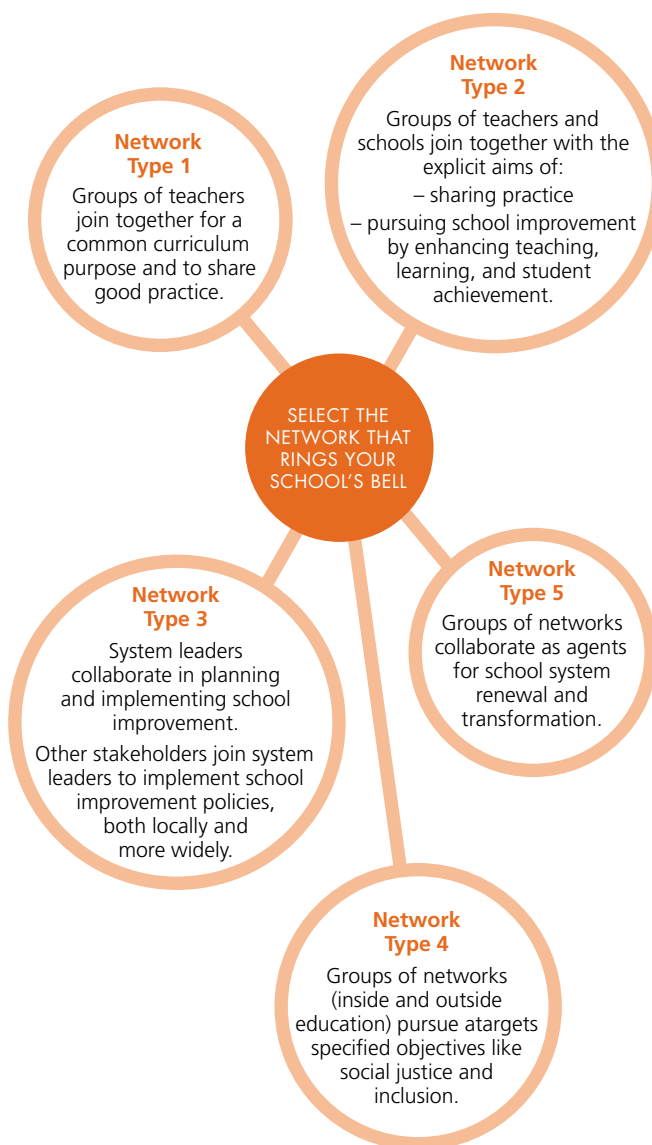 Network
Type 1
Groups of teachers
join together for a
common curriculum
purpose and to share
good practice.
Network
Type 2
Groups of teachers and
schools join together with the
explicit aims of:
– sharing practice
– pursuing school improvement
by enhancing teaching,
learning, and student
achievement.
SELECT THE
NETWORK THAT
RINGS YOUR
SCHOOL'S BELL
Network
Type 3
System leaders
collaborate in planning
and implementing school
improvement.
Other stakeholders join system
leaders to implement school
improvement policies,
both locally and
more widely.
Network
Type 5
Groups of networks
collaborate as agents
for school system
renewal and
transformation.
Network
Type 4
Groups of networks
(inside and outside
education) pursue atargets
specified objectives like
social justice and
inclusion.